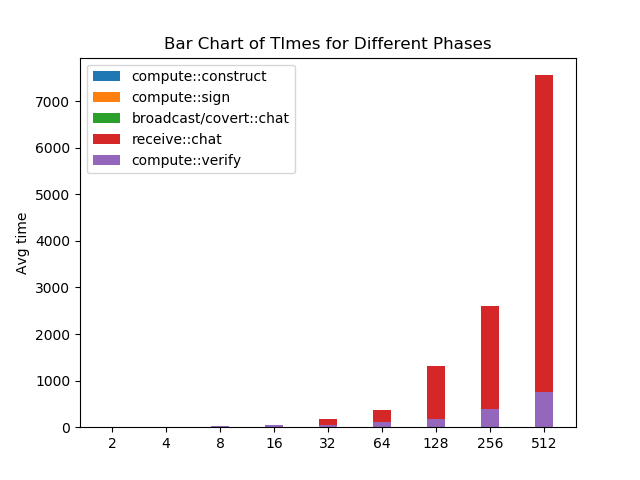 Bar Chart of TImes for Different Phases
compute::construct
compute::sign
broadcast/covert::chat
receive::chat
compute::verify
Avg time
7000
6000
5000
4000
3000
2000
1000
0
2 4 8 16 32 64 128 256 512